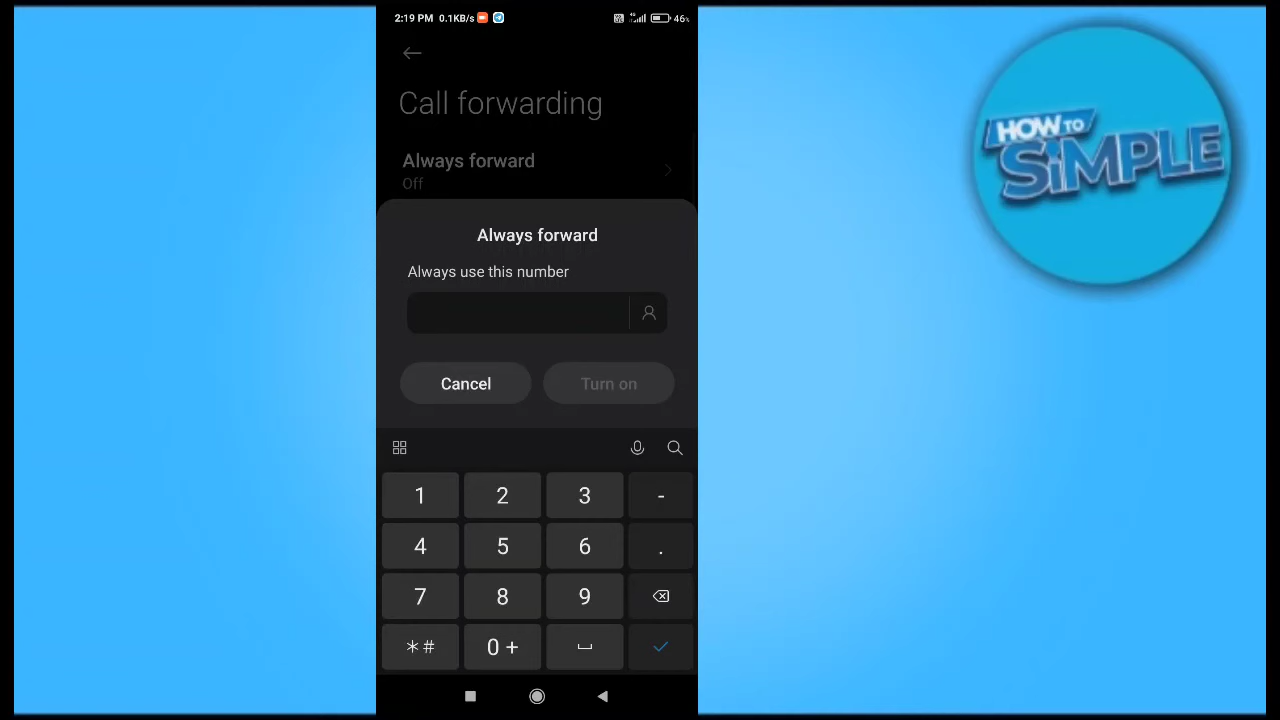 2:19 PM 0.1KB/s 46%
Call forwarding
Always forward
Off
Always forward
Always use this number
Cancel Turn on
1 2 3 -
4 5 6 .
7 8 9
*# 0 +
HOW TO
SiMPLE